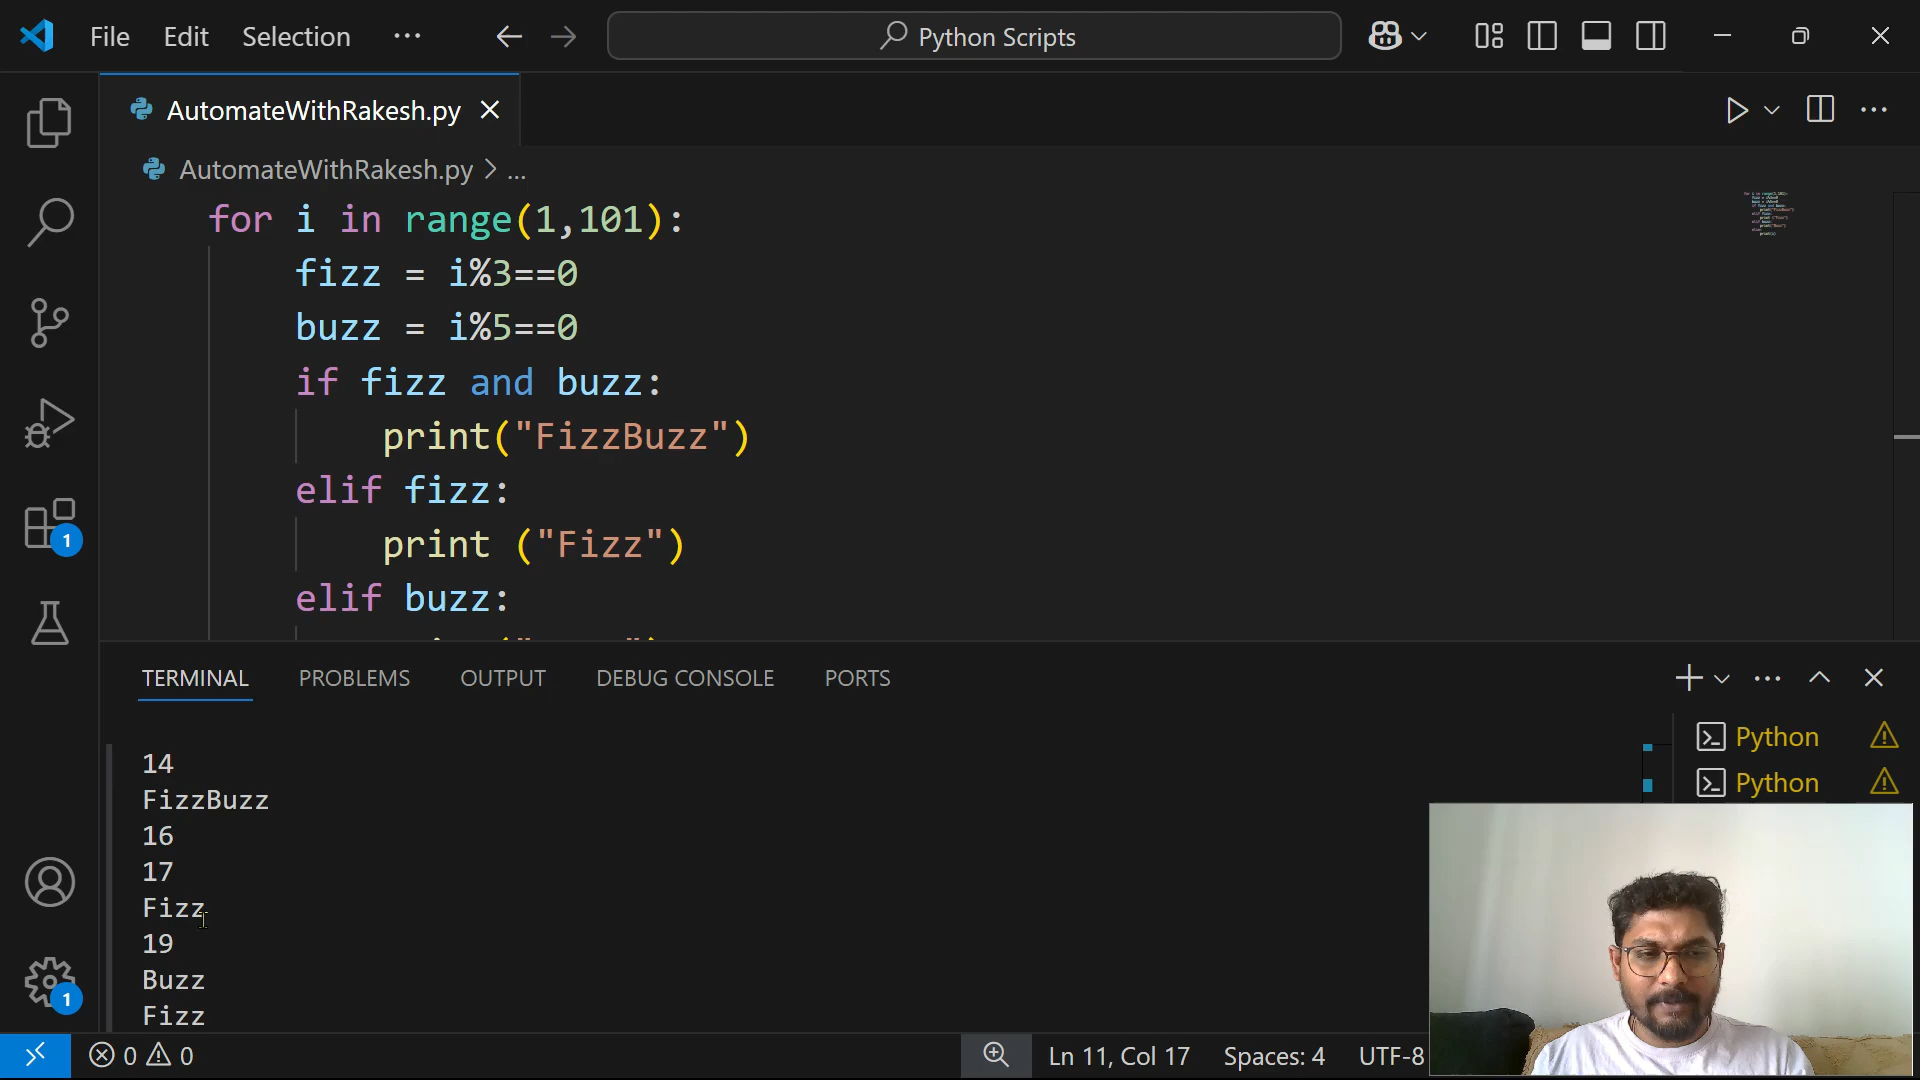 File Edit Selection ... Python Scripts
AutomateWithRakesh.py
AutomateWithRakesh.py > ...
for i in range(1,101):
fizz = i%3==0
buzz = i%5==0
if fizz and buzz:
print("FizzBuzz")
elif fizz:
print ("Fizz")
elif buzz:
TERMINAL PROBLEMS OUTPUT DEBUG CONSOLE PORTS
14
FizzBuzz
16
17
Fizz
19
Buzz
Fizz
Python
Python
1
1
0 0 Ln 11, Col 17 Spaces: 4 UTF-8